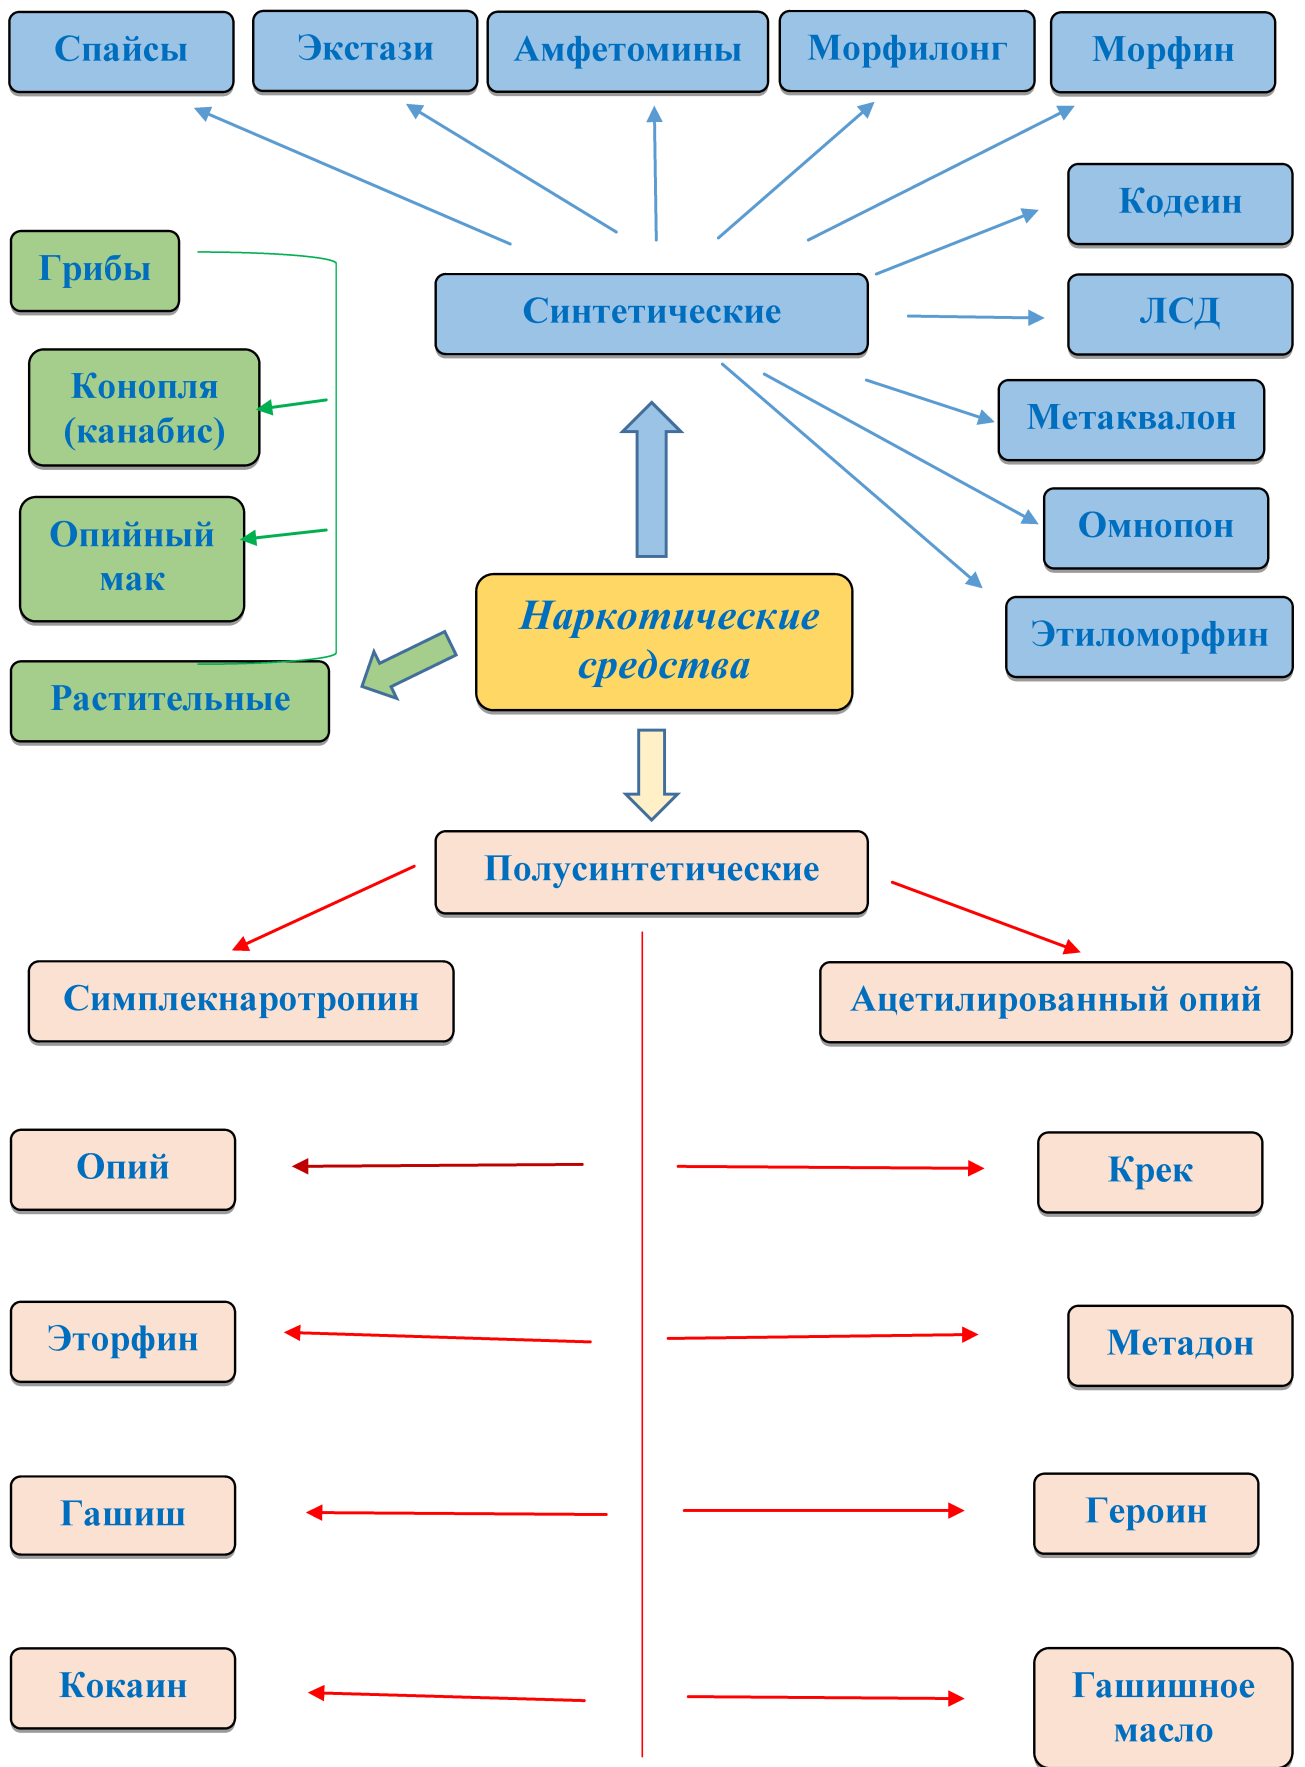 Спайсы
Экстази
Амфетомины
Морфилонг
Морфин
Кодеин
Грибы
Синтетические
ЛСД
Конопля
(канабис)
Метаквалон
Опийный
мак
Омнопон
Наркотические
средства
Этиломорфин
Растительные
Полусинтетические
Симплекнаротропин
Ацетилированный опий
Опий
Крек
Эторфин
Метадон
Гашиш
Героин
Кокаин
Гашишное
масло